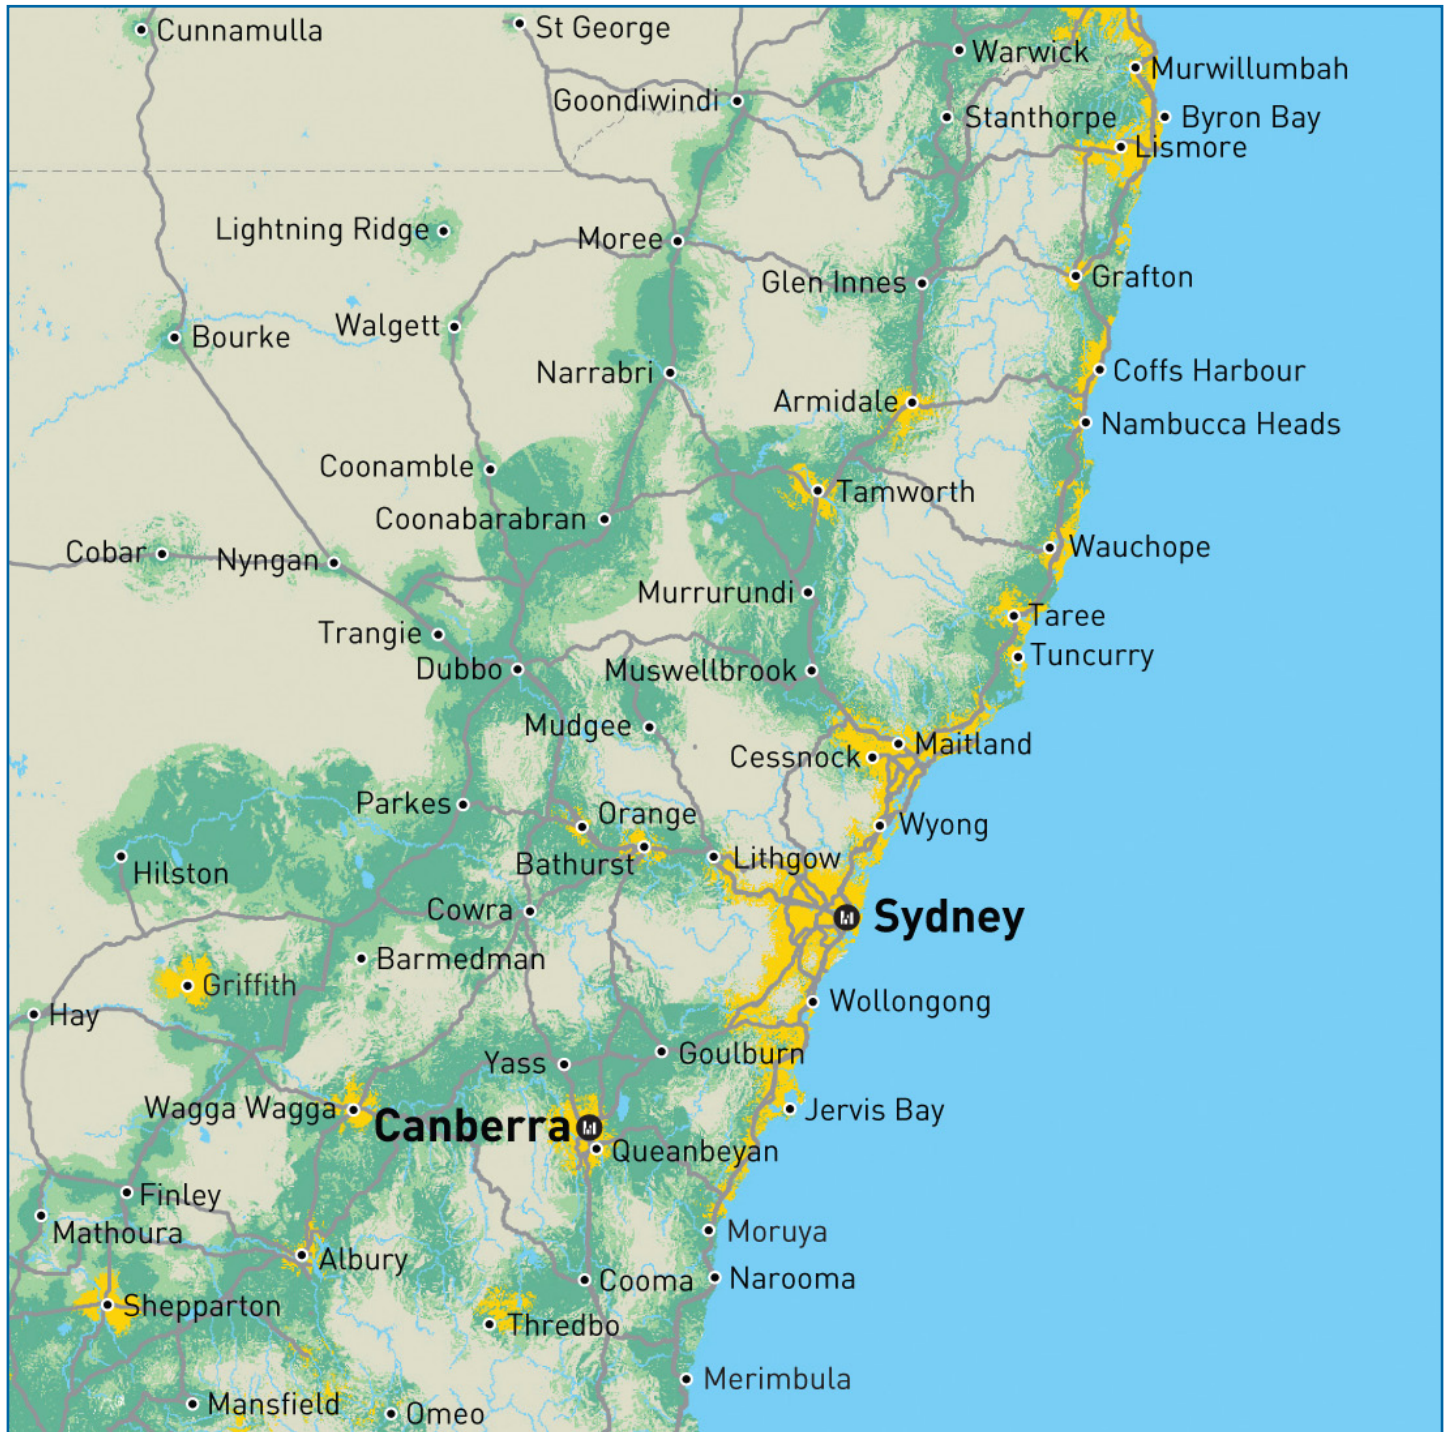 Cunnamulla
St George
Warwick
Murwillumbah
Goondiwindi
Stanthorpe
Byron Bay
Lismore
Lightning Ridge
Moree
Glen Innes
Grafton
Walgett
Bourke
Narrabri
Coffs Harbour
Armidale
Nambucca Heads
Coonamble
Tamworth
Coonabarabran
Cobar
Nyngan
Wauchope
Murrurundi
Taree
Trangie
Tuncurry
Dubbo
Muswellbrook
Mudgee
Maitland
Cessnock
Parkes
Orange
Wyong
Bathurst
Lithgow
Hilston
Cowra
Sydney
Barmedman
Griffith
Wollongong
Hay
Goulburn
Yass
Wagga Wagga
Jervis Bay
Canberra
Queanbeyan
Finley
Mathoura
Moruya
Albury
Cooma
Narooma
Shepparton
Thredbo
Merimbula
Mansfield
Omeo